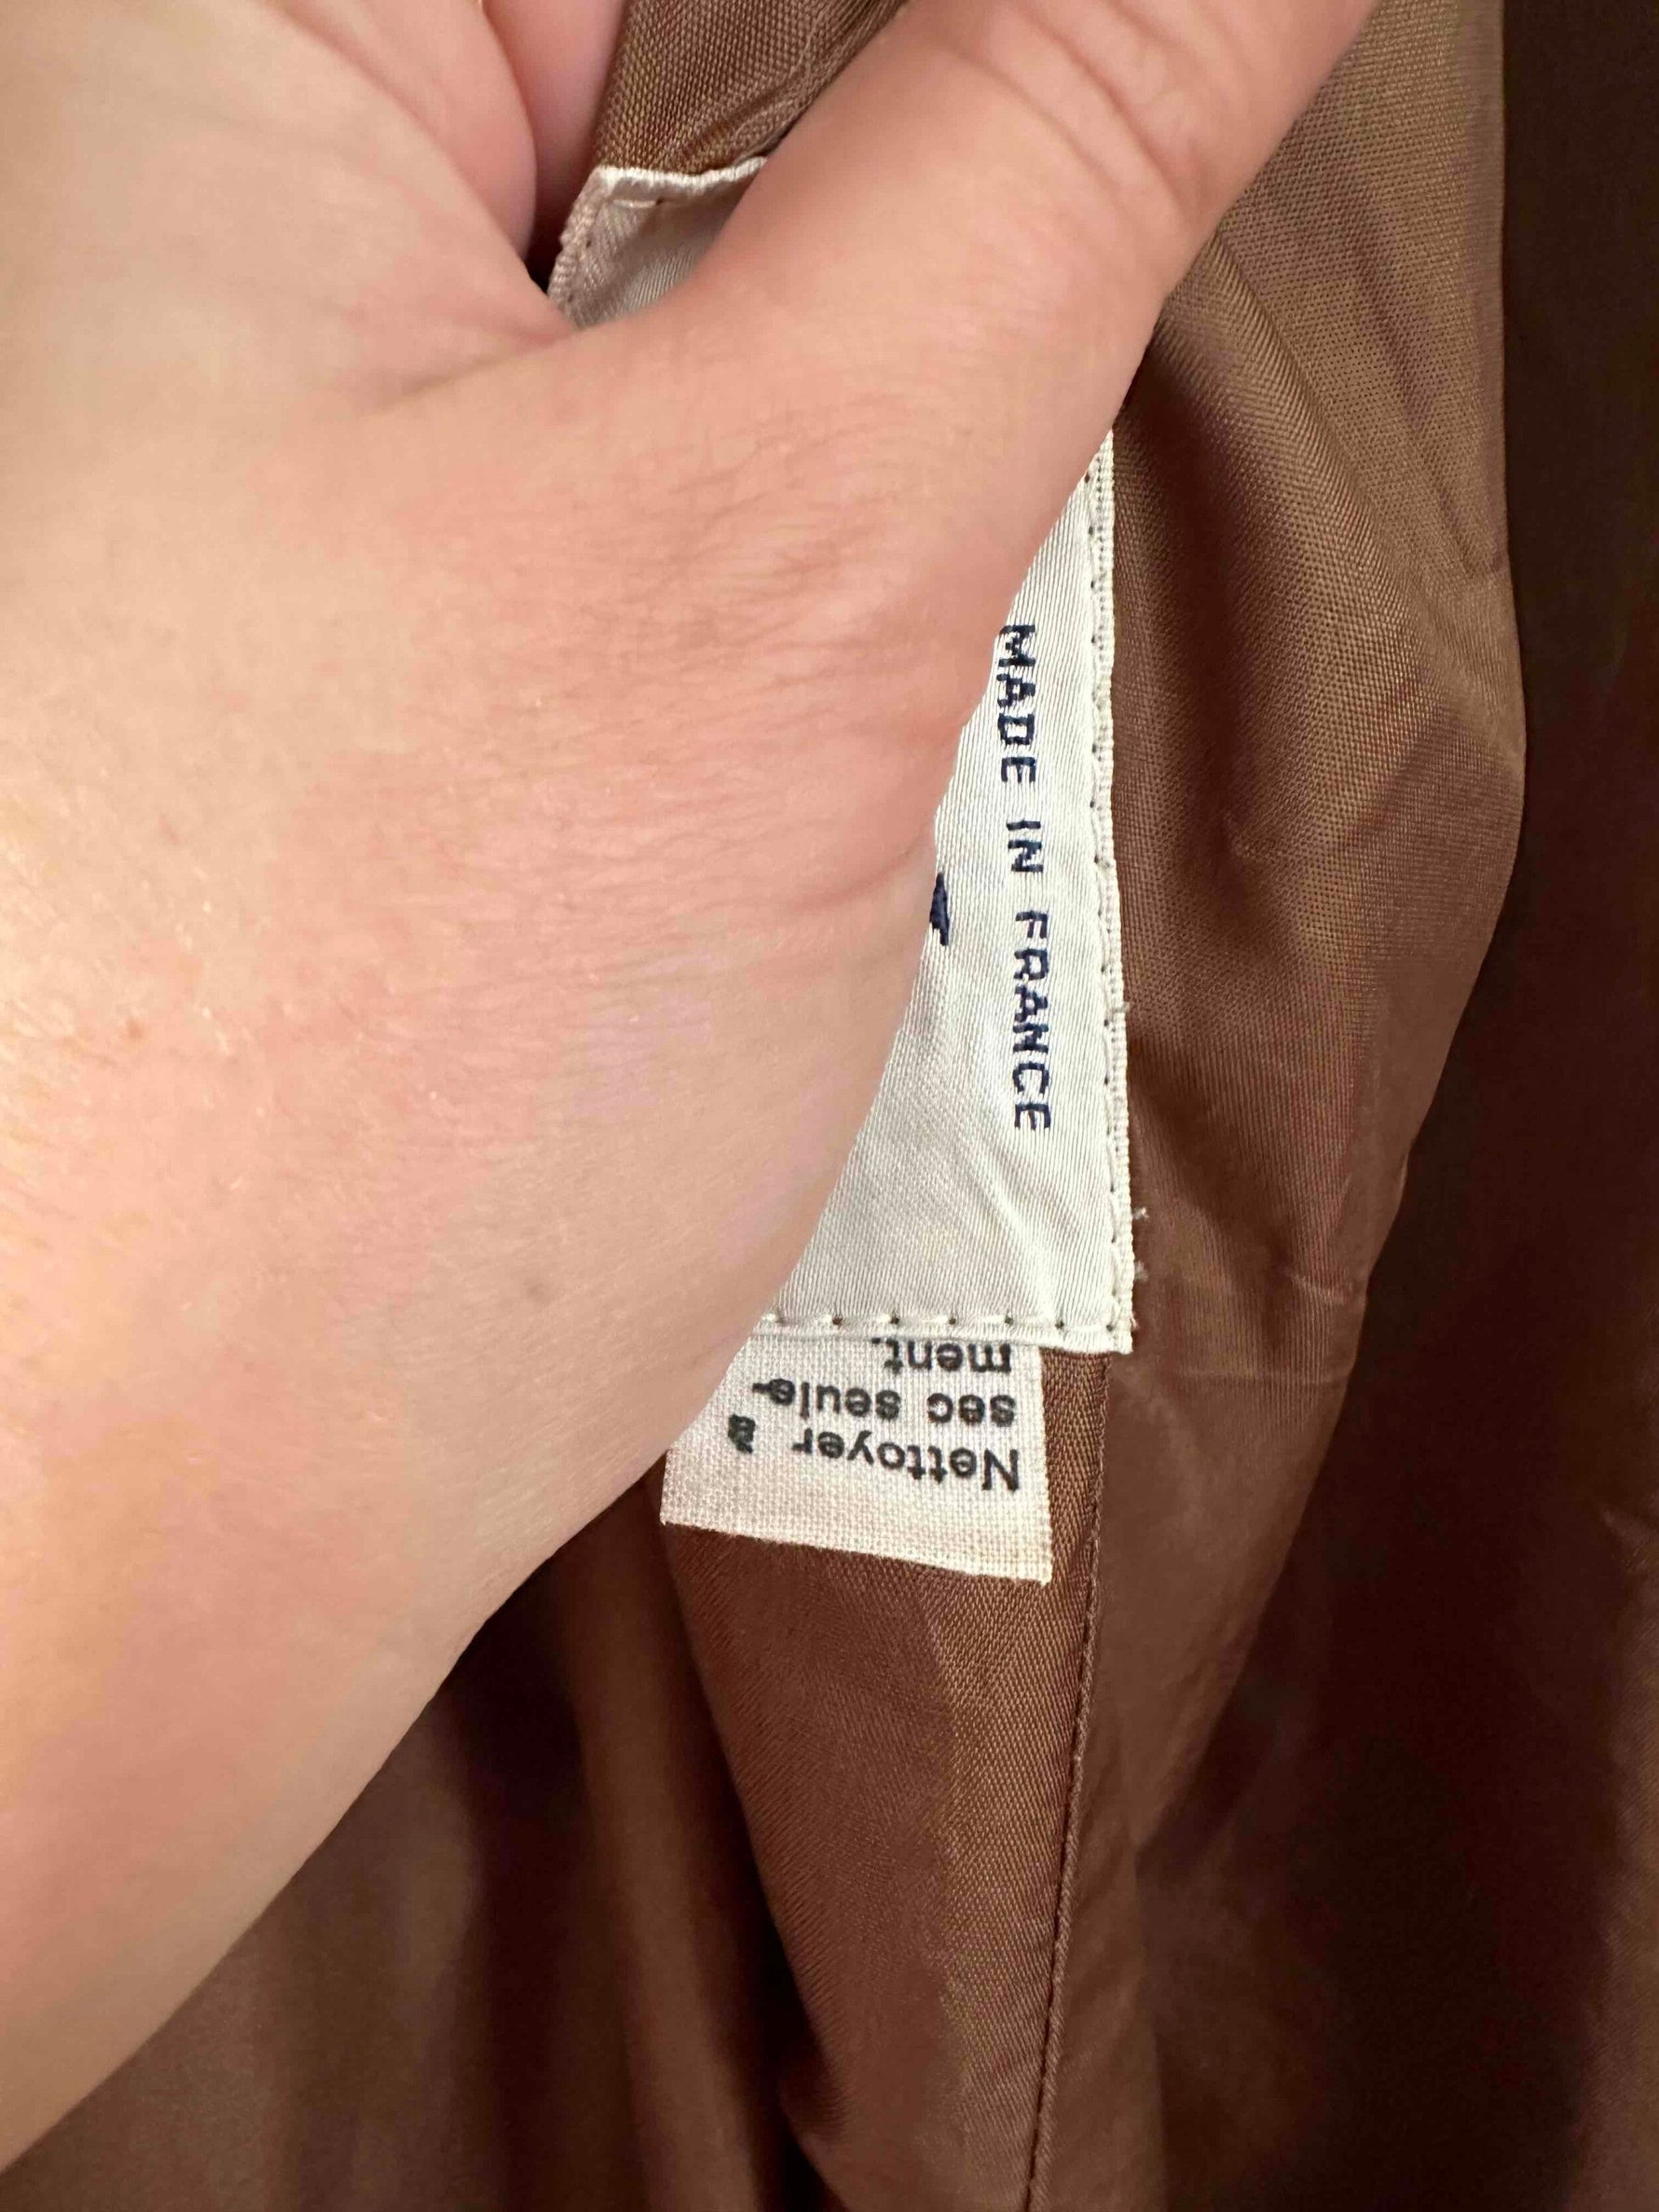 MADE IN FRANCE
Nettoyer à
sec seule-
ment.